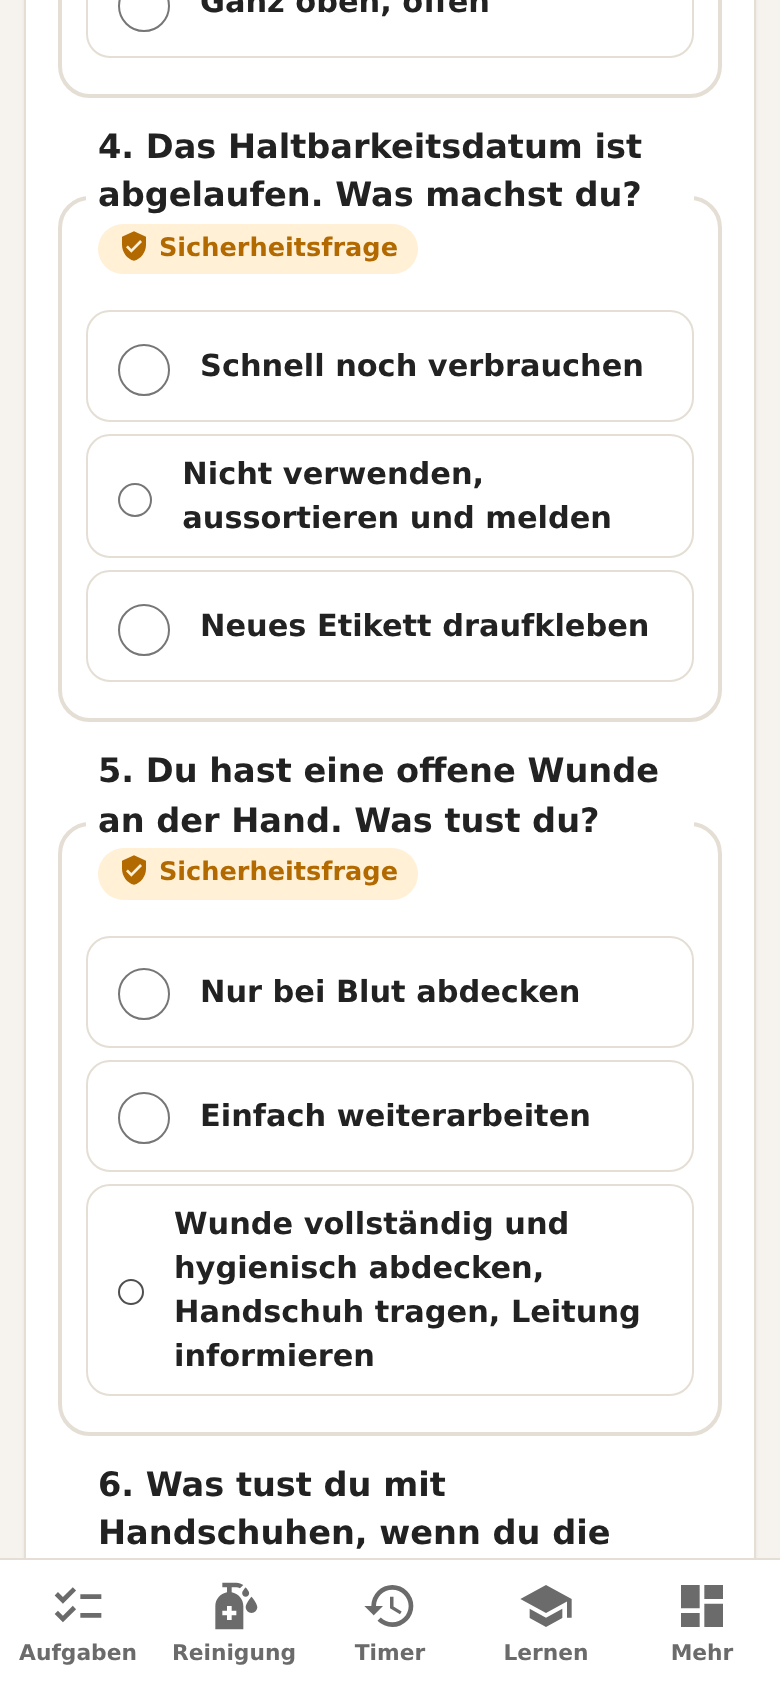 Ganz oben, offen
4. Das Haltbarkeitsdatum ist
abgelaufen. Was machst du?
Sicherheitsfrage
Schnell noch verbrauchen
Nicht verwenden,
aussortieren und melden
Neues Etikett draufkleben
5. Du hast eine offene Wunde
an der Hand. Was tust du?
Sicherheitsfrage
Nur bei Blut abdecken
Einfach weiterarbeiten
Wunde vollständig und
hygienisch abdecken,
Handschuh tragen, Leitung
informieren
6. Was tust du mit
Handschuhen, wenn du die
Aufgaben
Reinigung
Timer
Lernen
Mehr